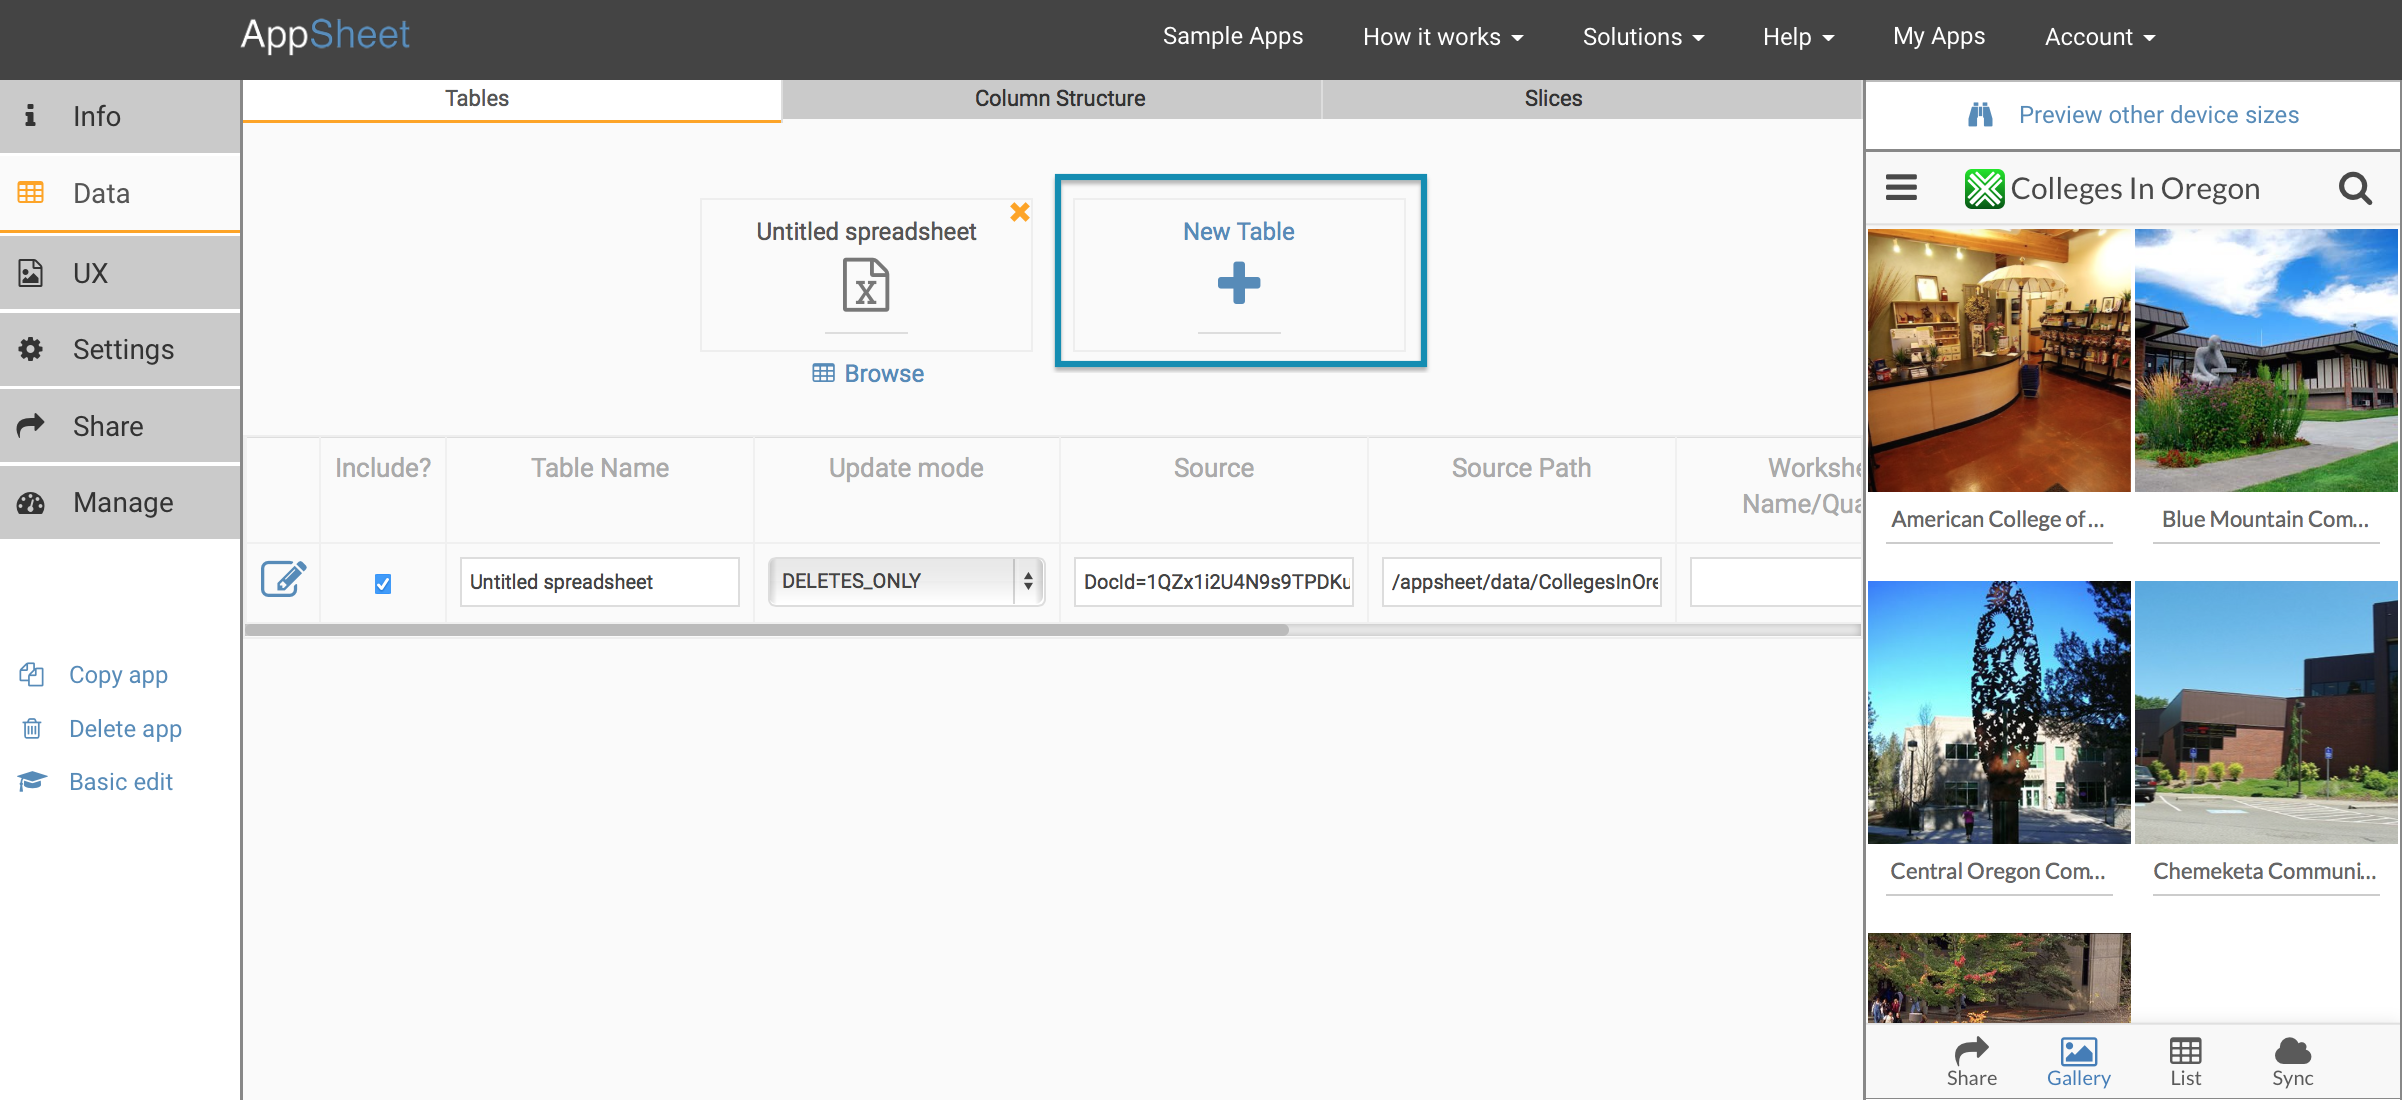 AppSheet
Sample Apps
How it works
Solutions
Help
My Apps
Account
Info
Data
UX
Settings
Share
Manage
Copy app
Delete app
Basic edit
Tables
Column Structure
Slices
Untitled spreadsheet
X
Browse
New Table
Include?
Table Name
Update mode
Source
Source Path
Workshe
Name/Qua
Untitled spreadsheet
DELETES_ONLY
DocId=1QZx1i2U4N9s9TPDKu
/appsheet/data/CollegesInOre
Preview other device sizes
Colleges In Oregon
American College of...
Blue Mountain Com...
Central Oregon Com...
Chemeketa Communi...
Share
Gallery
List
Sync